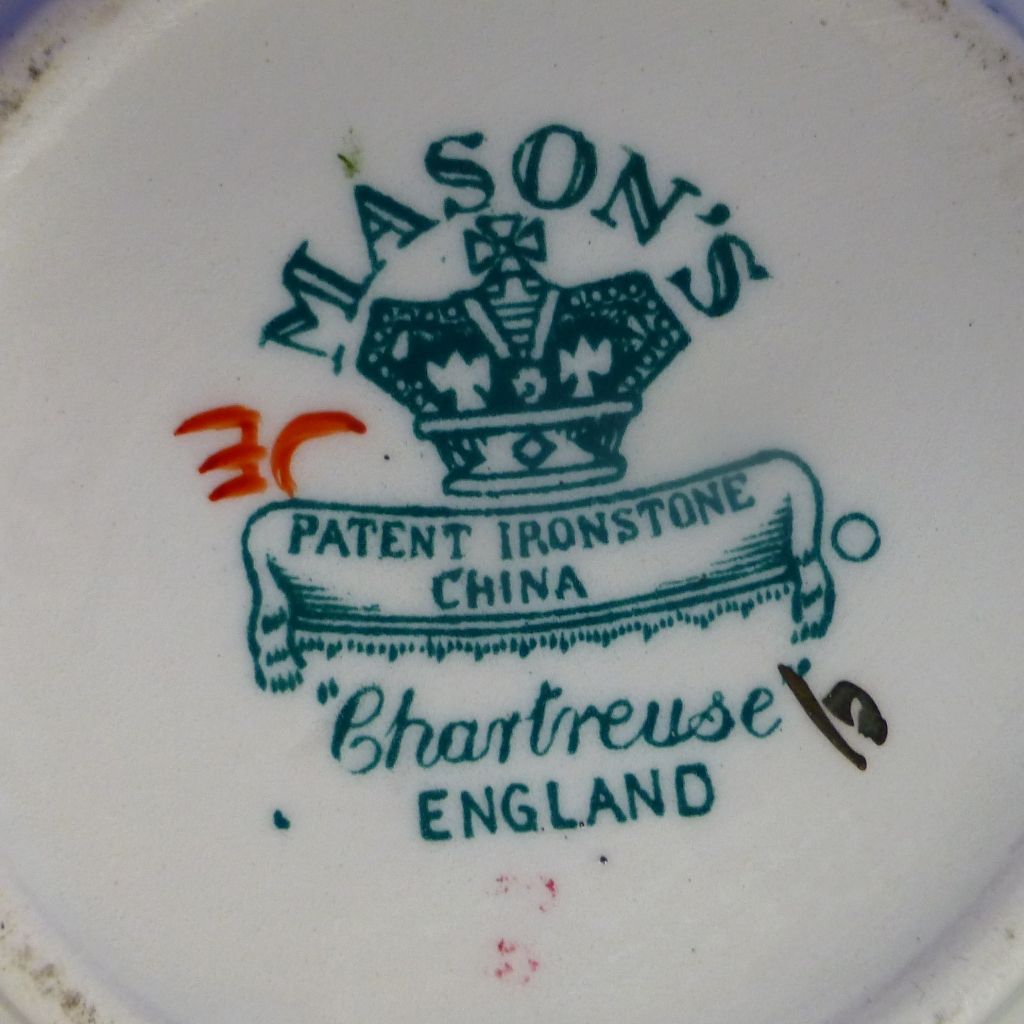 MASON'S
PATENT IRONSTONE
CHINA
"Chartreuse"
ENGLAND